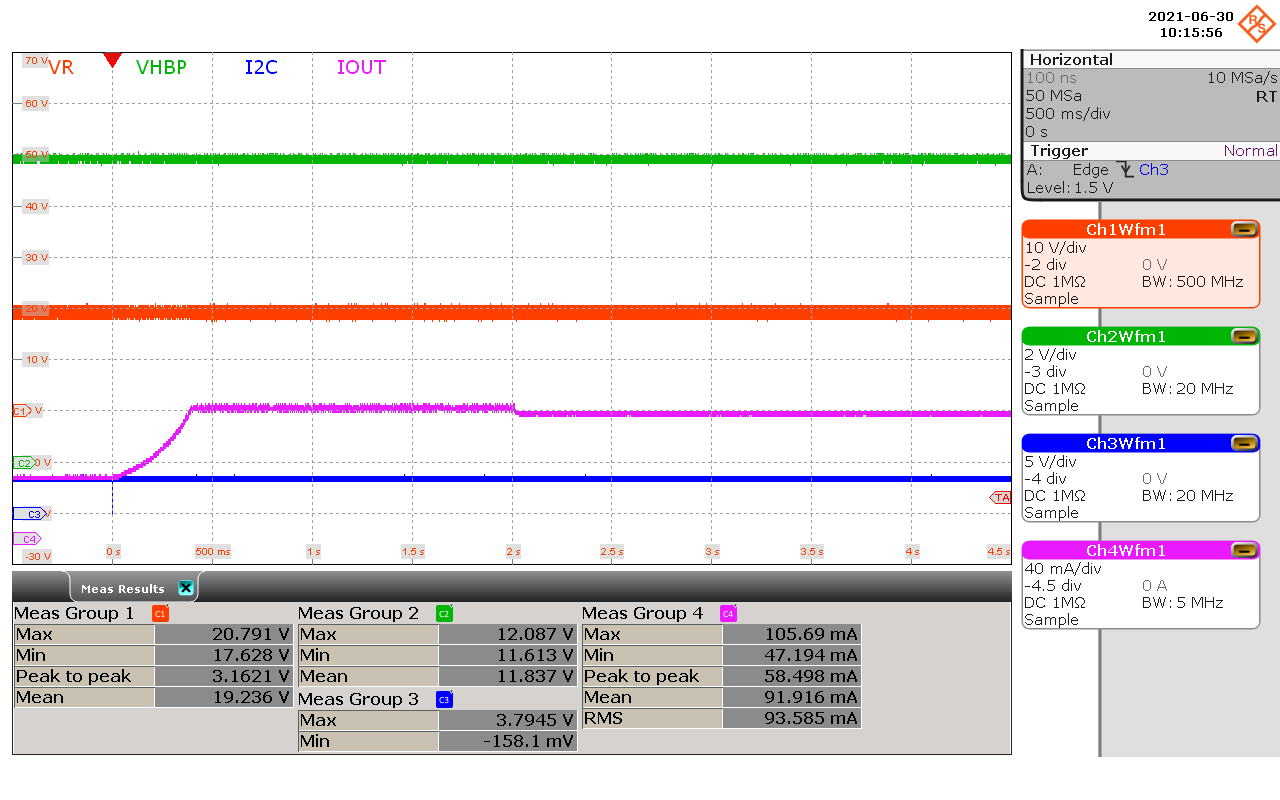 2021-06-30
10:15:56
R&S
70 V
VR
VHBP
I2C
IOUT
60 V
50 V
40 V
30 V
20 V
10 V
C1
V
C2
0 V
C3
V
C4
-30 V
TA
0 s
500 ms
1 s
1.5 s
2 s
2.5 s
3 s
3.5 s
4 s
4.5 s
Horizontal
100 ns 10 MSa/s
50 MSa RT
500 ms/div
0 s
Trigger Normal
A: Edge Ch3
Level: 1.5 V
Ch1Wfm1
10 V/div
-2 div 0 V
DC 1MΩ BW: 500 MHz
Sample
Ch2Wfm1
2 V/div
-3 div 0 V
DC 1MΩ BW: 20 MHz
Sample
Ch3Wfm1
5 V/div
-4 div 0 V
DC 1MΩ BW: 20 MHz
Sample
Ch4Wfm1
40 mA/div
-4.5 div 0 A
DC 1MΩ BW: 5 MHz
Sample
Meas Results
Meas Group 1 C1
Max 20.791 V
Min 17.628 V
Peak to peak 3.1621 V
Mean 19.236 V
Meas Group 2 C2
Max 12.087 V
Min 11.613 V
Mean 11.837 V
Meas Group 3 C3
Max 3.7945 V
Min -158.1 mV
Meas Group 4 C4
Max 105.69 mA
Min 47.194 mA
Peak to peak 58.498 mA
Mean 91.916 mA
RMS 93.585 mA